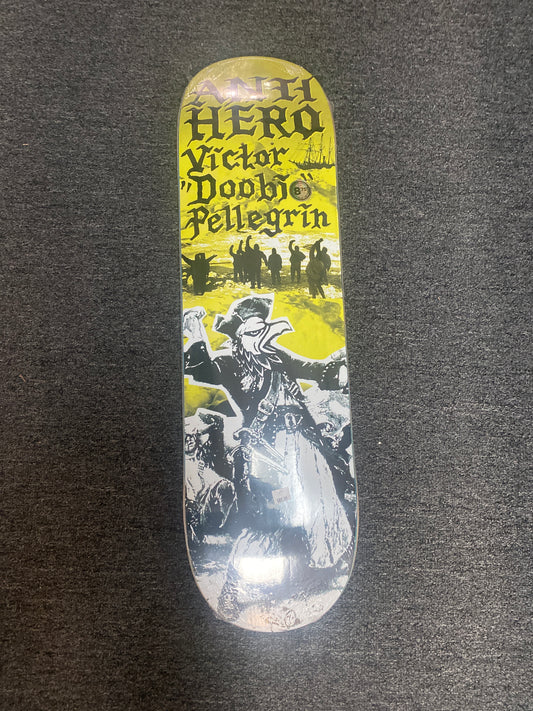 ANTI
HERO
Victor
"Doobie"
Pellegrin